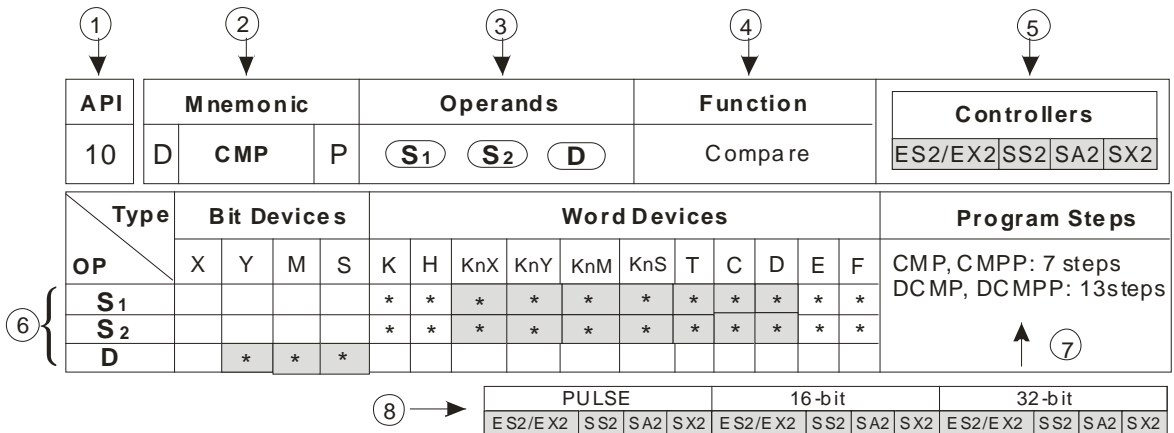 1 2 3 4 5
API Mnemonic Operands Function Controllers
10 D CMP P S1 S2 D Compare ES2/EX2 SS2 SA2 SX2
Type Bit Devices Word Devices Program Steps
OP X Y M S K H KnX KnY KnM KnS T C D E F CMP, CMPP: 7 steps
DCMP, DCMPP: 13steps
S1 * * * * * * * * * * *
S2 * * * * * * * * * * *
D * * *
6 7
8 PULSE 16-bit 32-bit
ES2/EX2 SS2 SA2 SX2 ES2/EX2 SS2 SA2 SX2 ES2/EX2 SS2 SA2 SX2